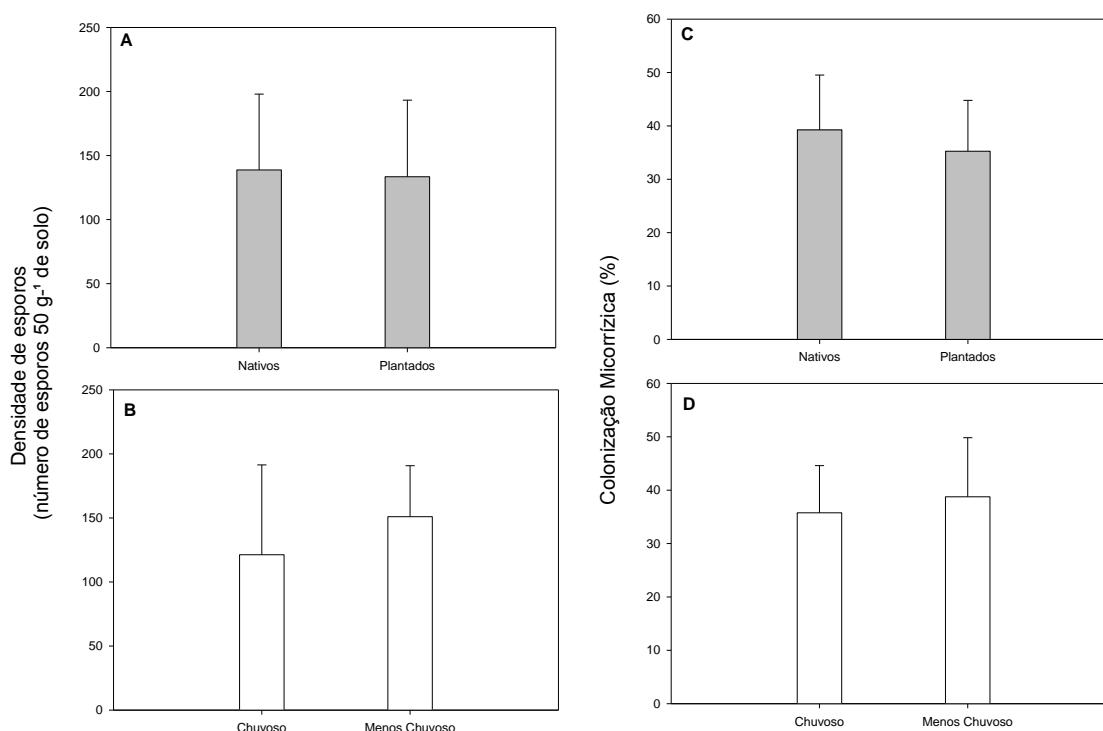 Densidade de esporos
(número de esporos 50 g-¹ de solo)
A
250
200
150
100
50
0
Nativos
Plantados
B
250
200
150
100
50
0
Chuvoso
Menos Chuvoso
Colonização Micorrízica (%)
C
60
50
40
30
20
10
0
Nativos
Plantados
D
60
50
40
30
20
10
0
Chuvoso
Menos Chuvoso